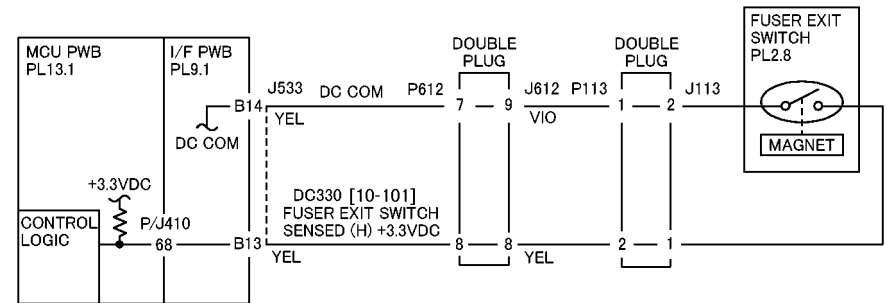 MCU PWB
PL13.1
I/F PWB
PL9.1
DOUBLE
PLUG
DOUBLE
PLUG
FUSER EXIT
SWITCH
PL2.8
B14
J533
DC COM
P612
J612
P113
J113
7
9
1
2
YEL
VIO
DC COM
MAGNET
+3.3VDC
DC330 [10-101]
FUSER EXIT SWITCH
SENSED (H) +3.3VDC
CONTROL
LOGIC
P/J410
68
B13
8
8
2
1
YEL
YEL